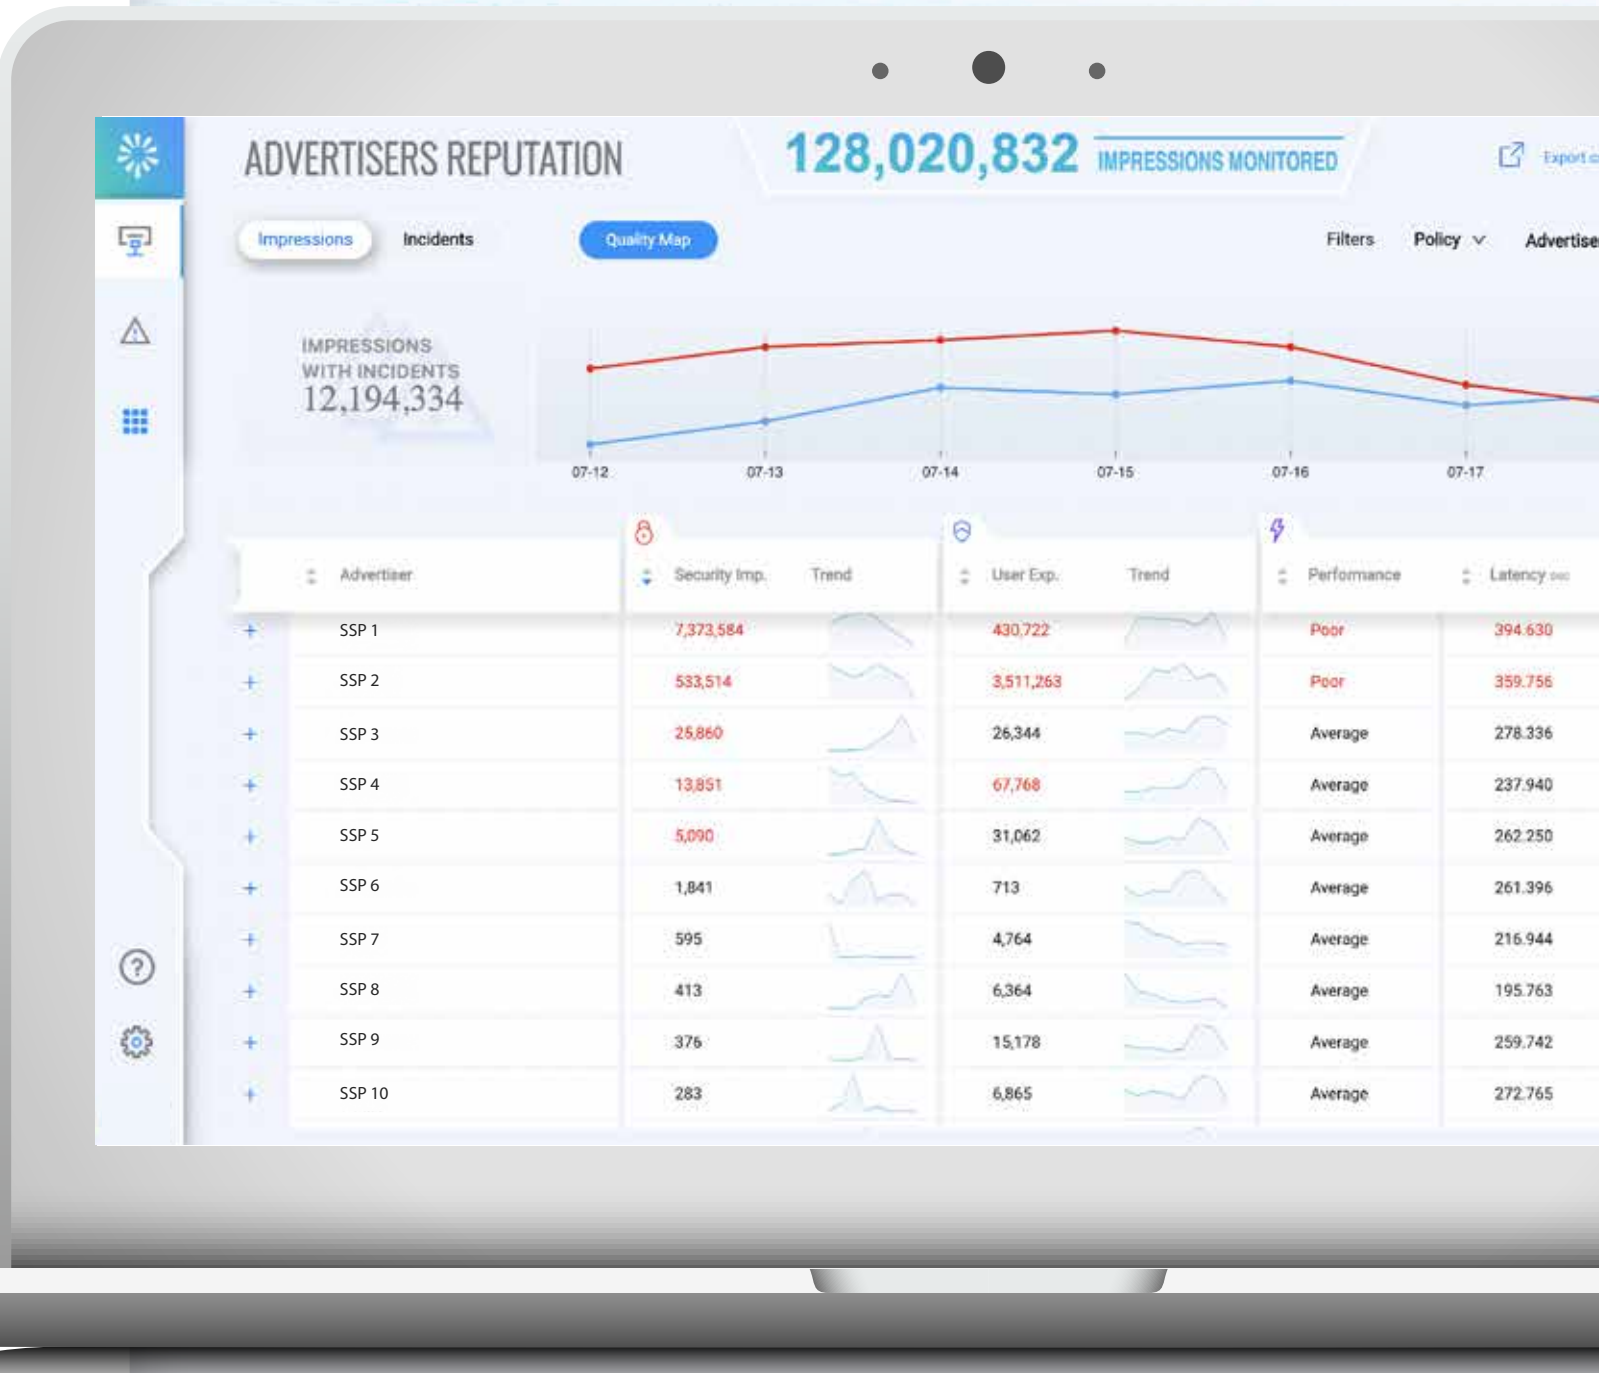 ADVERTISERS REPUTATION
128,020,832 IMPRESSIONS MONITORED
Export
Impressions Incidents Quality Map Filters Policy Advertise
IMPRESSIONS
WITH INCIDENTS
12,194,334
07-12 07-13 07-14 07-15 07-16 07-17
Advertiser Security Imp. Trend User Exp. Trend Performance Latency sec
+ SSP 1 7,373,584 430,722 Poor 394.630
+ SSP 2 533,514 3,511,263 Poor 359.756
+ SSP 3 25,860 26,344 Average 278.336
+ SSP 4 13,851 67,768 Average 237.940
+ SSP 5 5,090 31,062 Average 262.250
+ SSP 6 1,841 713 Average 261.396
+ SSP 7 595 4,764 Average 216.944
+ SSP 8 413 6,364 Average 195.763
+ SSP 9 376 15,178 Average 259.742
+ SSP 10 283 6,865 Average 272.765
?